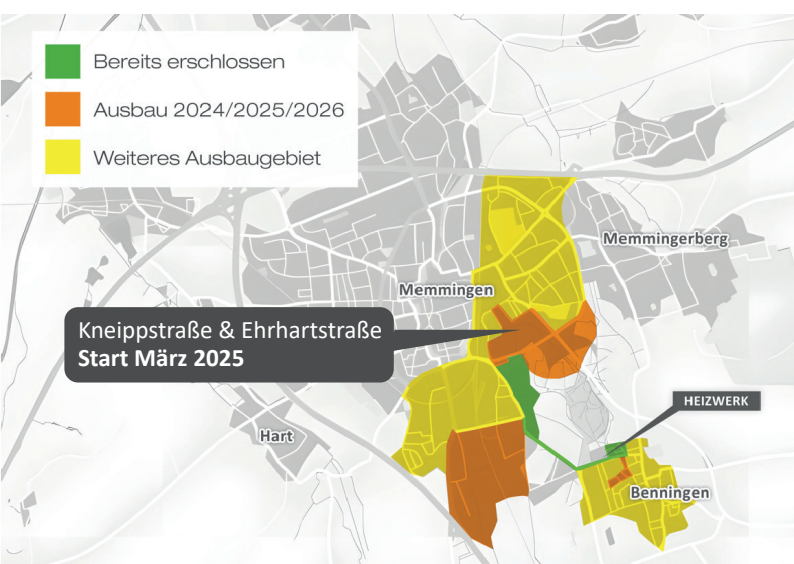 Bereits erschlossen
Ausbau 2024/2025/2026
Weiteres Ausbaugebiet
Memmingerberg
Memmingen
Kneippstraße & Ehrhartstraße
Start März 2025
HEIZWERK
Hart
Benningen